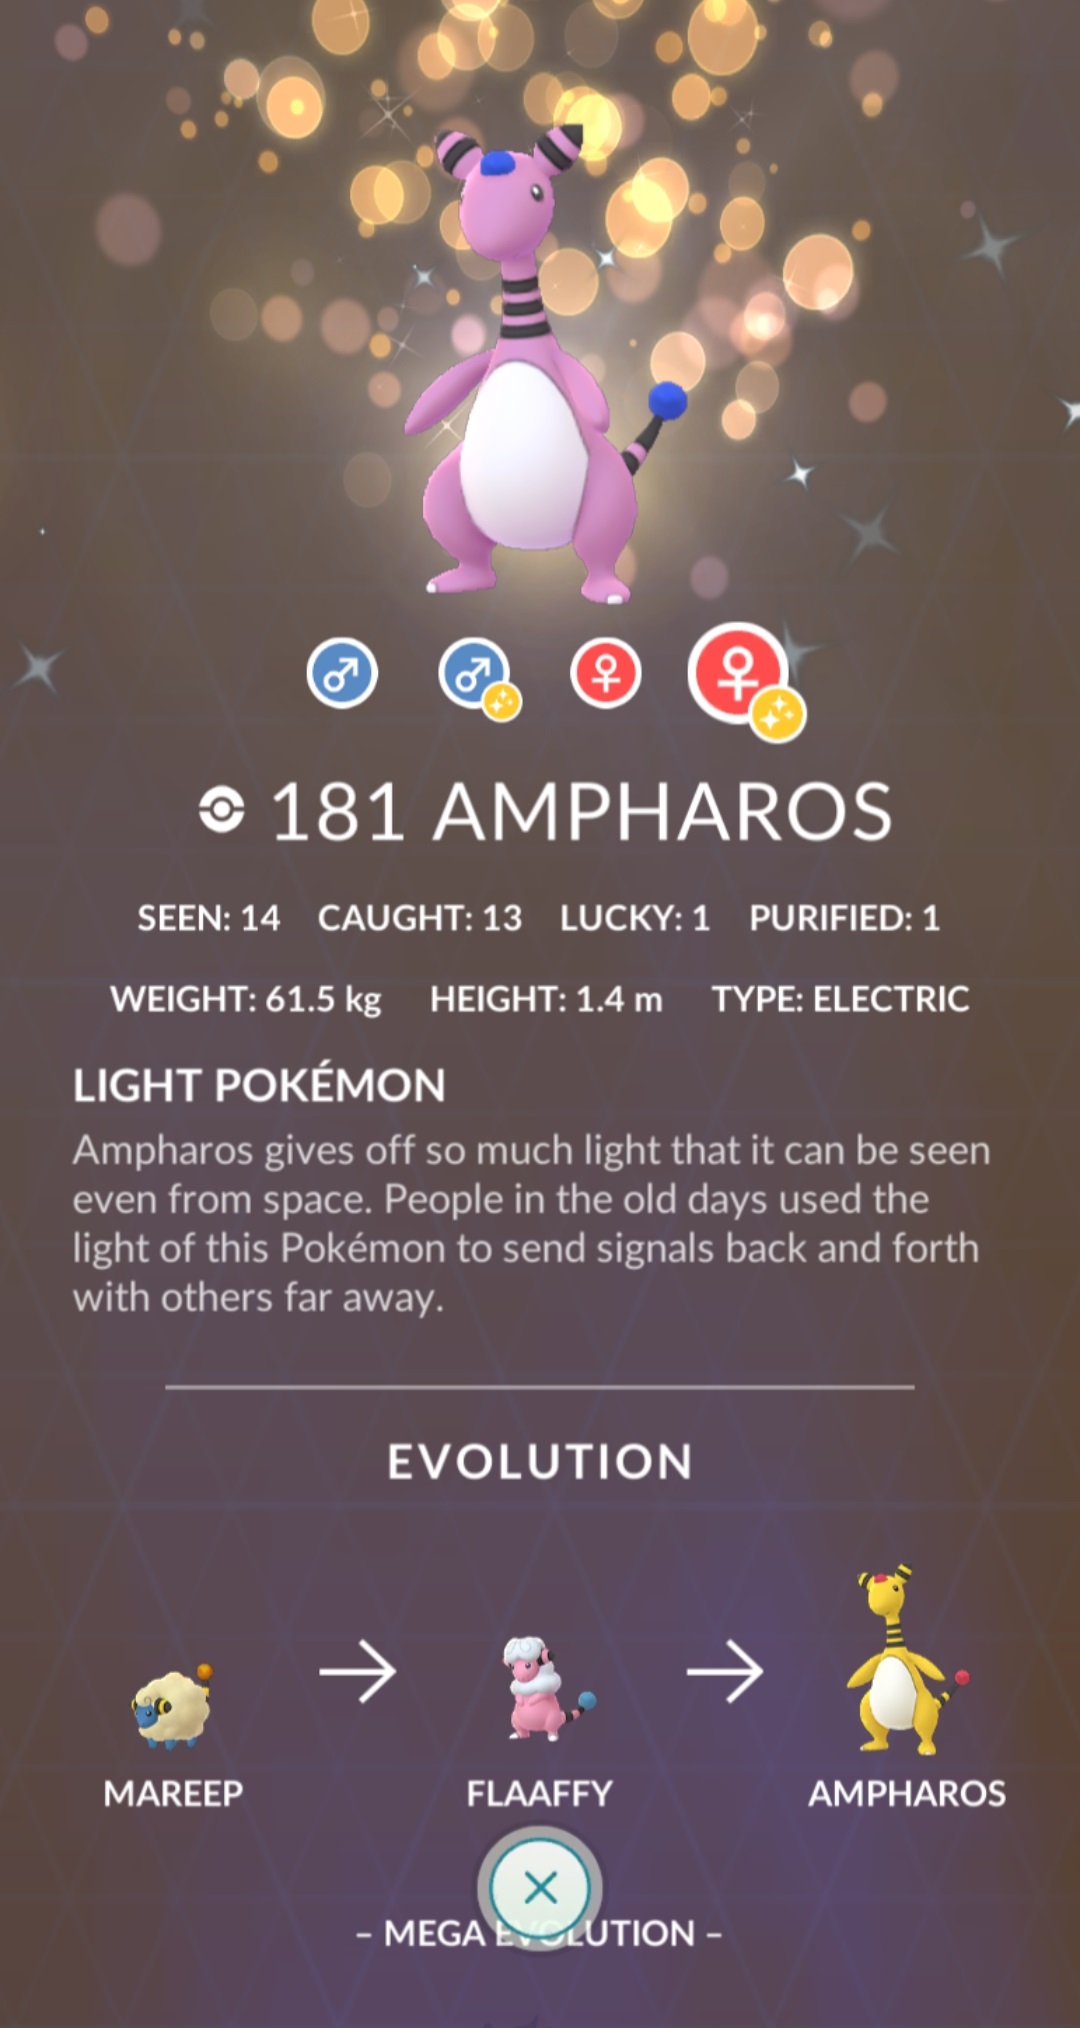 181 AMPHAROS
SEEN: 14 CAUGHT: 13 LUCKY: 1 PURIFIED: 1
WEIGHT: 61.5 kg HEIGHT: 1.4 m TYPE: ELECTRIC
LIGHT POKÉMON
Ampharos gives off so much light that it can be seen
even from space. People in the old days used the
light of this Pokémon to send signals back and forth
with others far away.
EVOLUTION
MAREEP FLAAFFY AMPHAROS
– MEGA EVOLUTION –